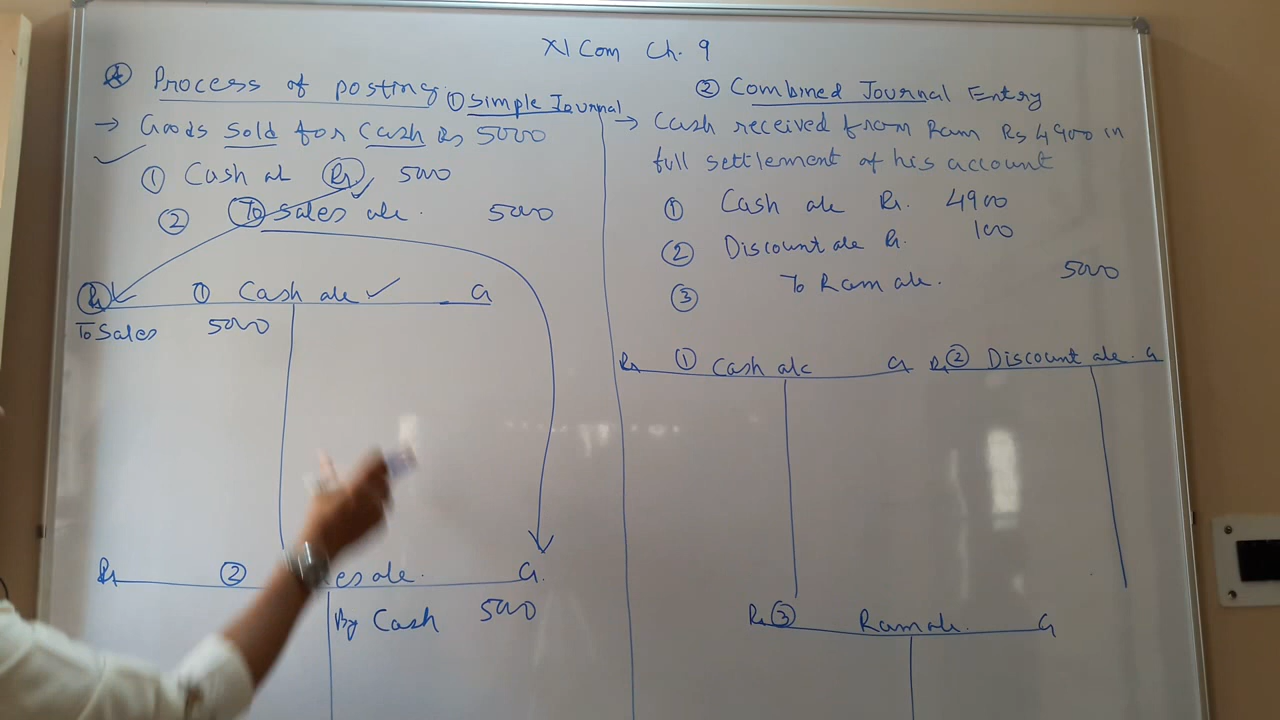 XI Com Ch. 9
Process of posting ① Simple Journal
→ Goods Sold for Cash Rs 5000
① Cash a/c Dr 5000
② To Sales a/c. 5000
Dr ① Cash a/c Cr
To Sales 5000
Dr ② es a/c. Cr.
By Cash 5000
② Combined Journal Entry
→ Cash received from Ram Rs 4900 in
full settlement of his account
① Cash a/c Dr. 4900
② Discount a/c Dr. 100
③ To Ram a/c. 5000
Dr ① Cash a/c Cr
Dr ② Discount a/c. Cr
Dr ③ Ram a/c. Cr